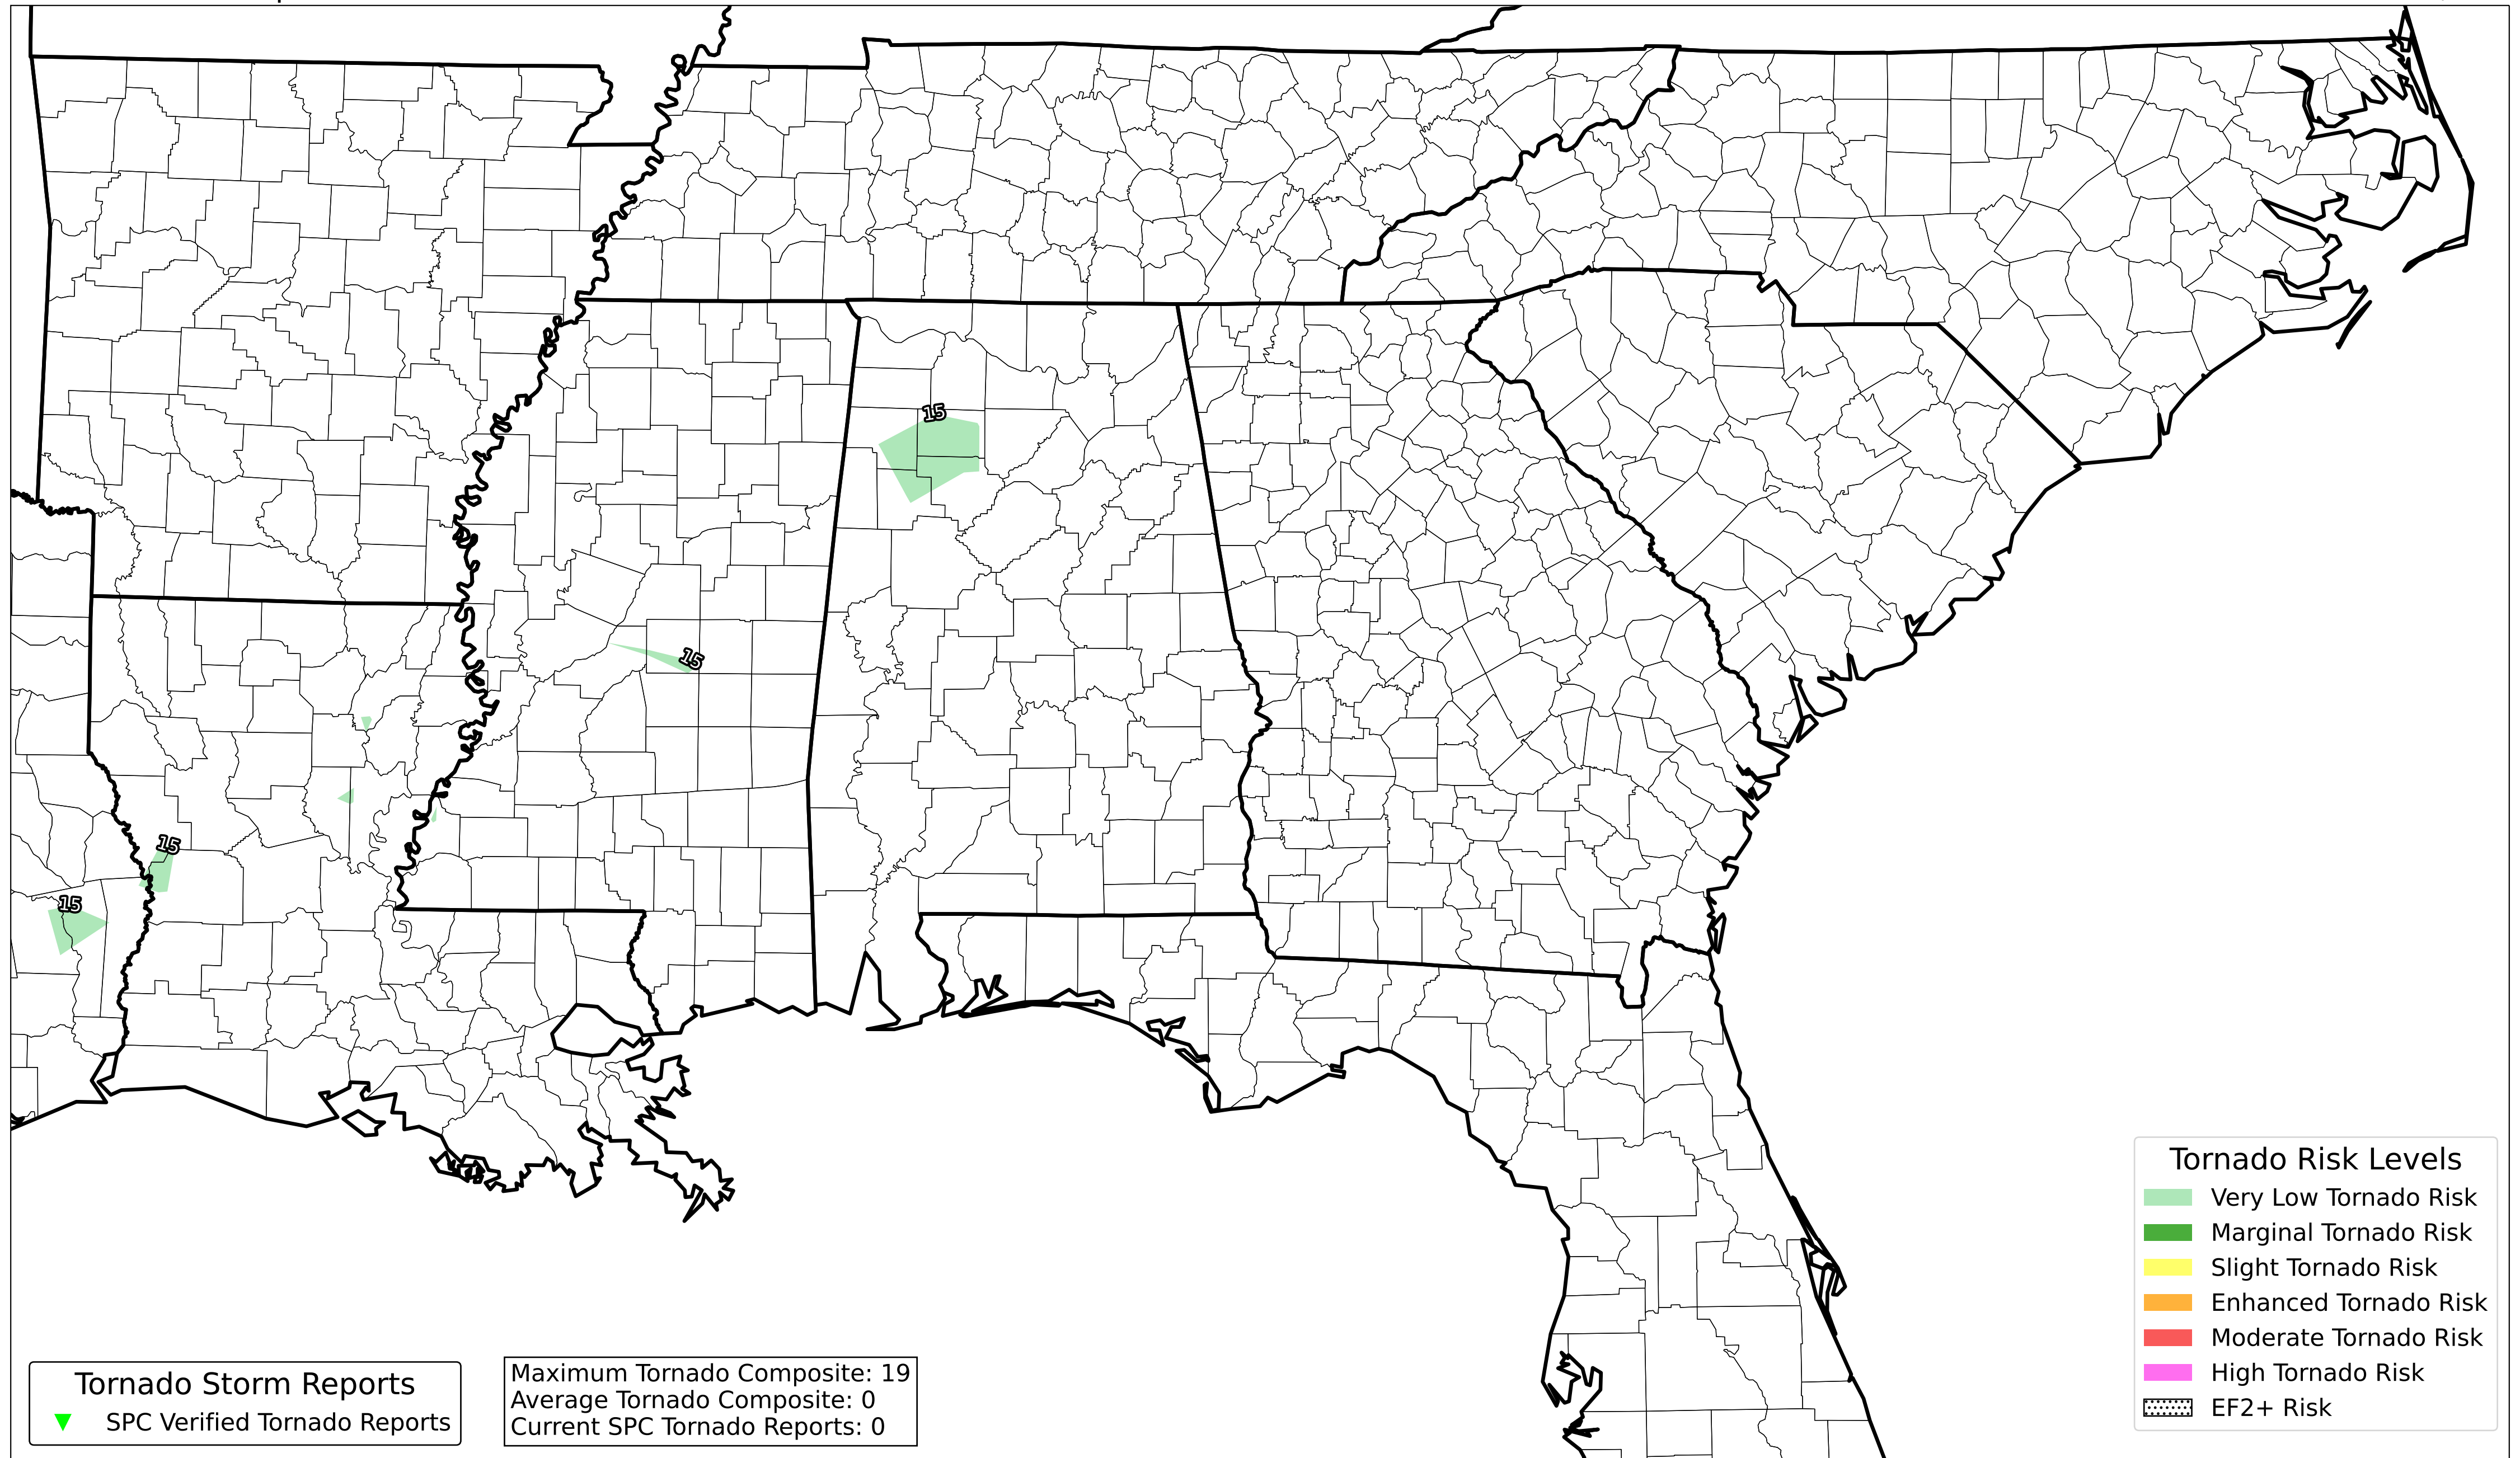 15
15
15
15
Tornado Risk Levels
Very Low Tornado Risk
Marginal Tornado Risk
Slight Tornado Risk
Enhanced Tornado Risk
Moderate Tornado Risk
High Tornado Risk
EF2+ Risk
Tornado Storm Reports
SPC Verified Tornado Reports
Maximum Tornado Composite: 19
Average Tornado Composite: 0
Current SPC Tornado Reports: 0